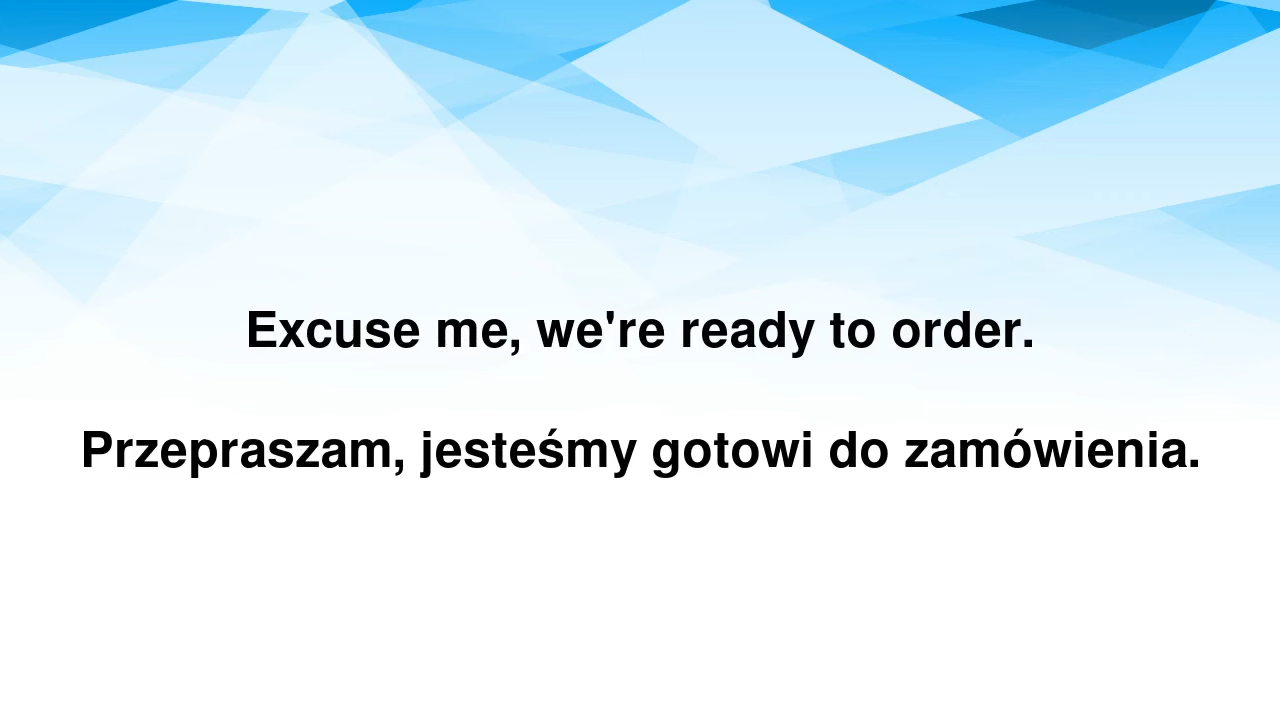 Excuse me, we're ready to order.
Przepraszam, jesteśmy gotowi do zamówienia.